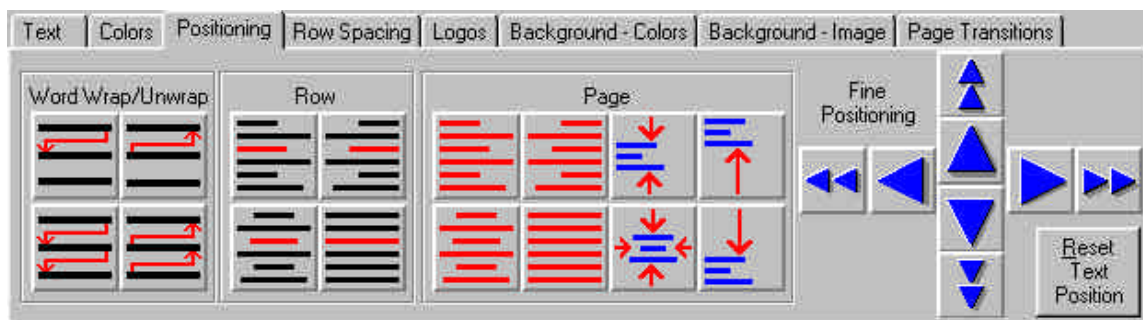 Text Colors Positioning Row Spacing Logos Background - Colors Background - Image Page Transitions
Word Wrap/Unwrap Row Page Fine
Positioning
Reset
Text
Position